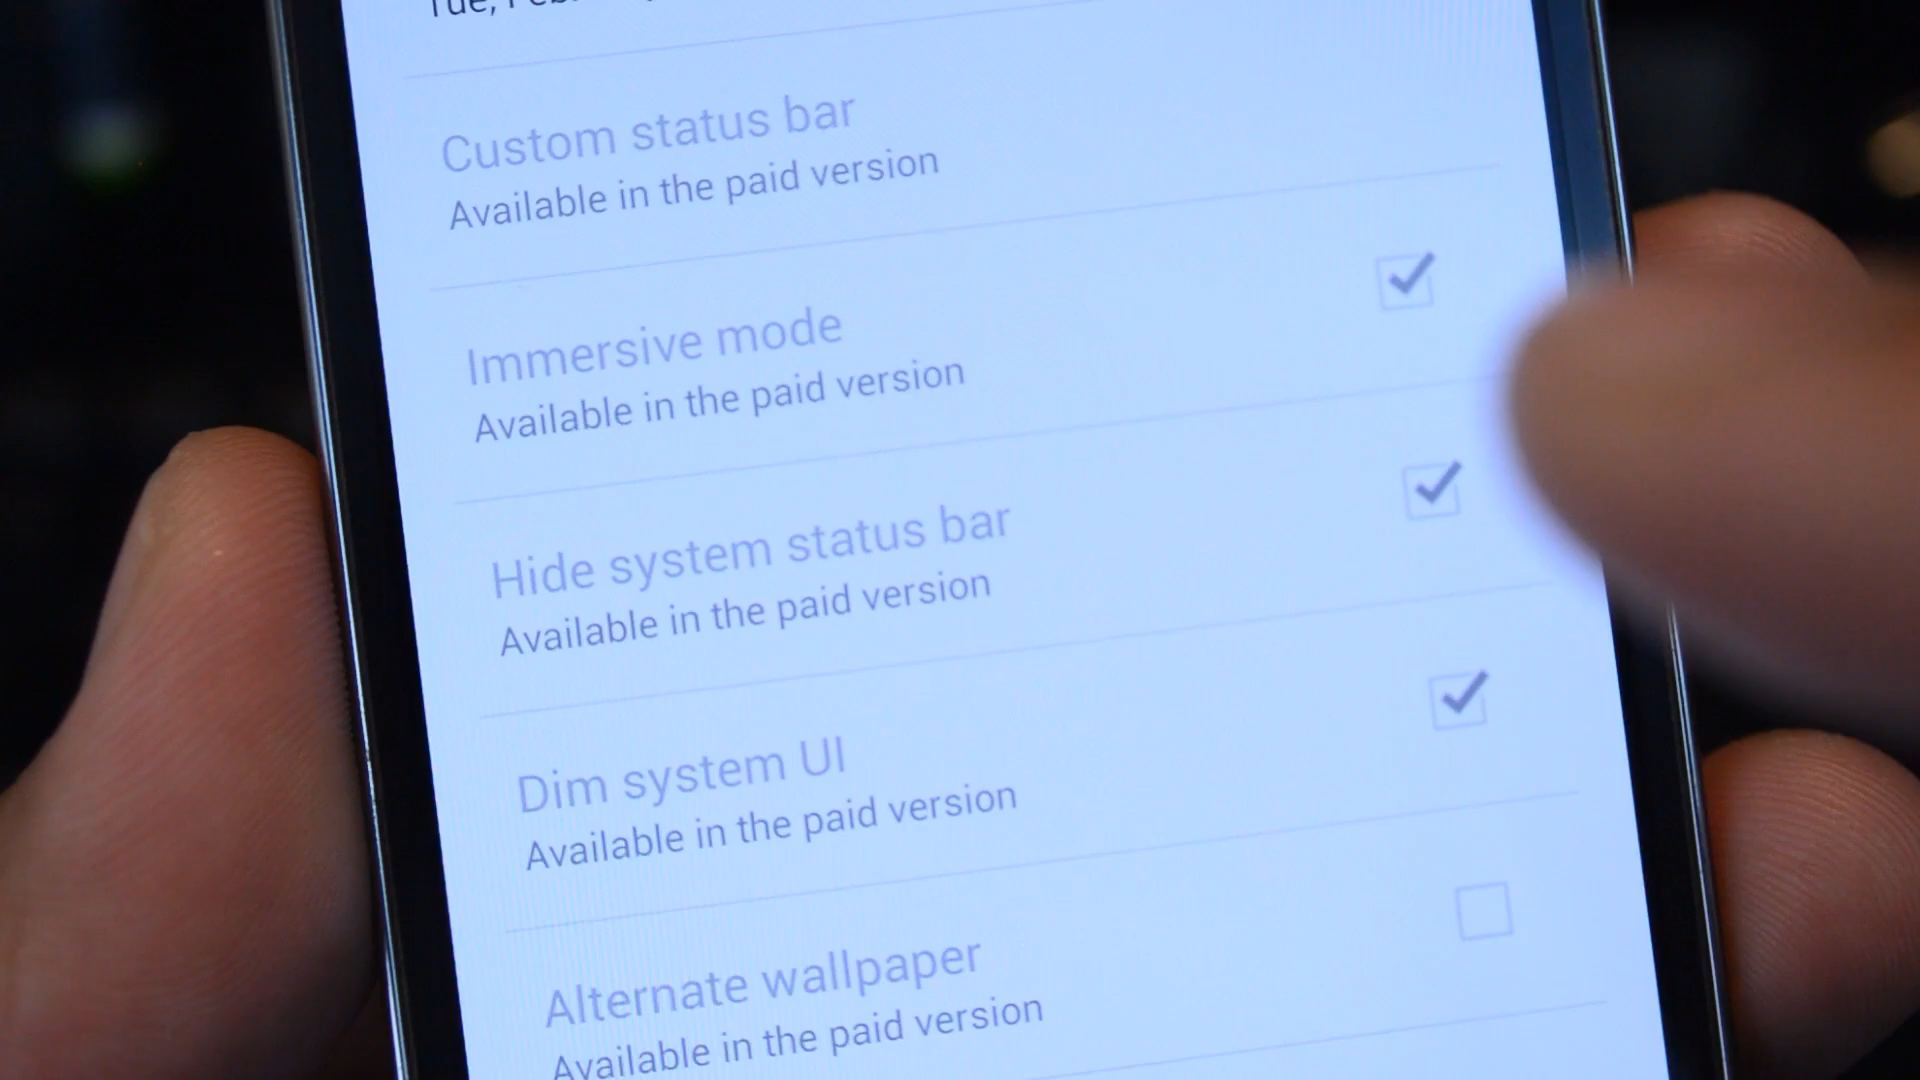 Tue,
Custom status bar
Available in the paid version
Immersive mode
Available in the paid version
Hide system status bar
Available in the paid version
Dim system UI
Available in the paid version
Alternate wallpaper
Available in the paid version